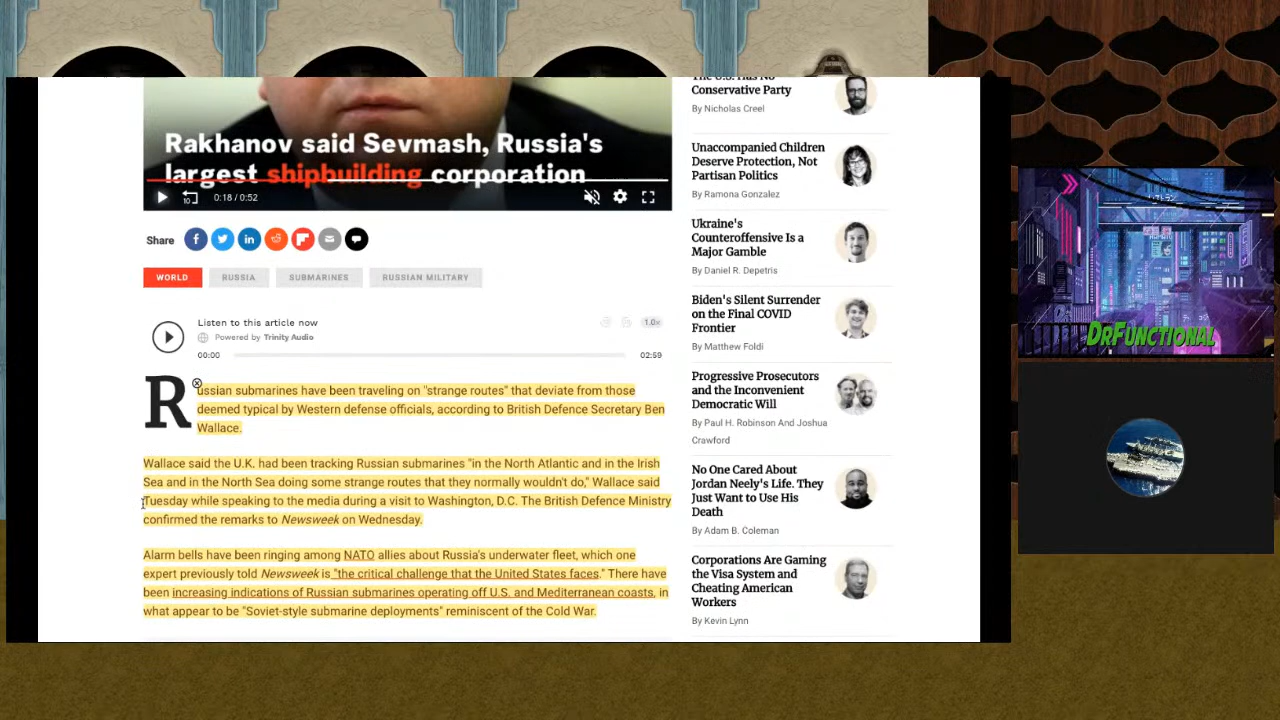 Rakhanov said Sevmash, Russia's
largest shipbuilding corporation
10
0:18 / 0:52
Share
WORLD
RUSSIA
SUBMARINES
RUSSIAN MILITARY
Listen to this article now
Powered by Trinity Audio
1.0x
00:00
02:59
Russian submarines have been traveling on "strange routes" that deviate from those
deemed typical by Western defense officials, according to British Defence Secretary Ben
Wallace.
Wallace said the U.K. had been tracking Russian submarines "in the North Atlantic and in the Irish
Sea and in the North Sea doing some strange routes that they normally wouldn't do," Wallace said
Tuesday while speaking to the media during a visit to Washington, D.C. The British Defence Ministry
confirmed the remarks to Newsweek on Wednesday.
Alarm bells have been ringing among NATO allies about Russia's underwater fleet, which one
expert previously told Newsweek is "the critical challenge that the United States faces." There have
been increasing indications of Russian submarines operating off U.S. and Mediterranean coasts, in
what appear to be "Soviet-style submarine deployments" reminiscent of the Cold War.
The U.S. Has No
Conservative Party
By Nicholas Creel
Unaccompanied Children
Deserve Protection, Not
Partisan Politics
By Ramona Gonzalez
Ukraine's
Counteroffensive Is a
Major Gamble
By Daniel R. Depetris
Biden's Silent Surrender
on the Final COVID
Frontier
By Matthew Foldi
Progressive Prosecutors
and the Inconvenient
Democratic Will
By Paul H. Robinson And Joshua
Crawford
No One Cared About
Jordan Neely's Life. They
Just Want to Use His
Death
By Adam B. Coleman
Corporations Are Gaming
the Visa System and
Cheating American
Workers
By Kevin Lynn
DrFunctional